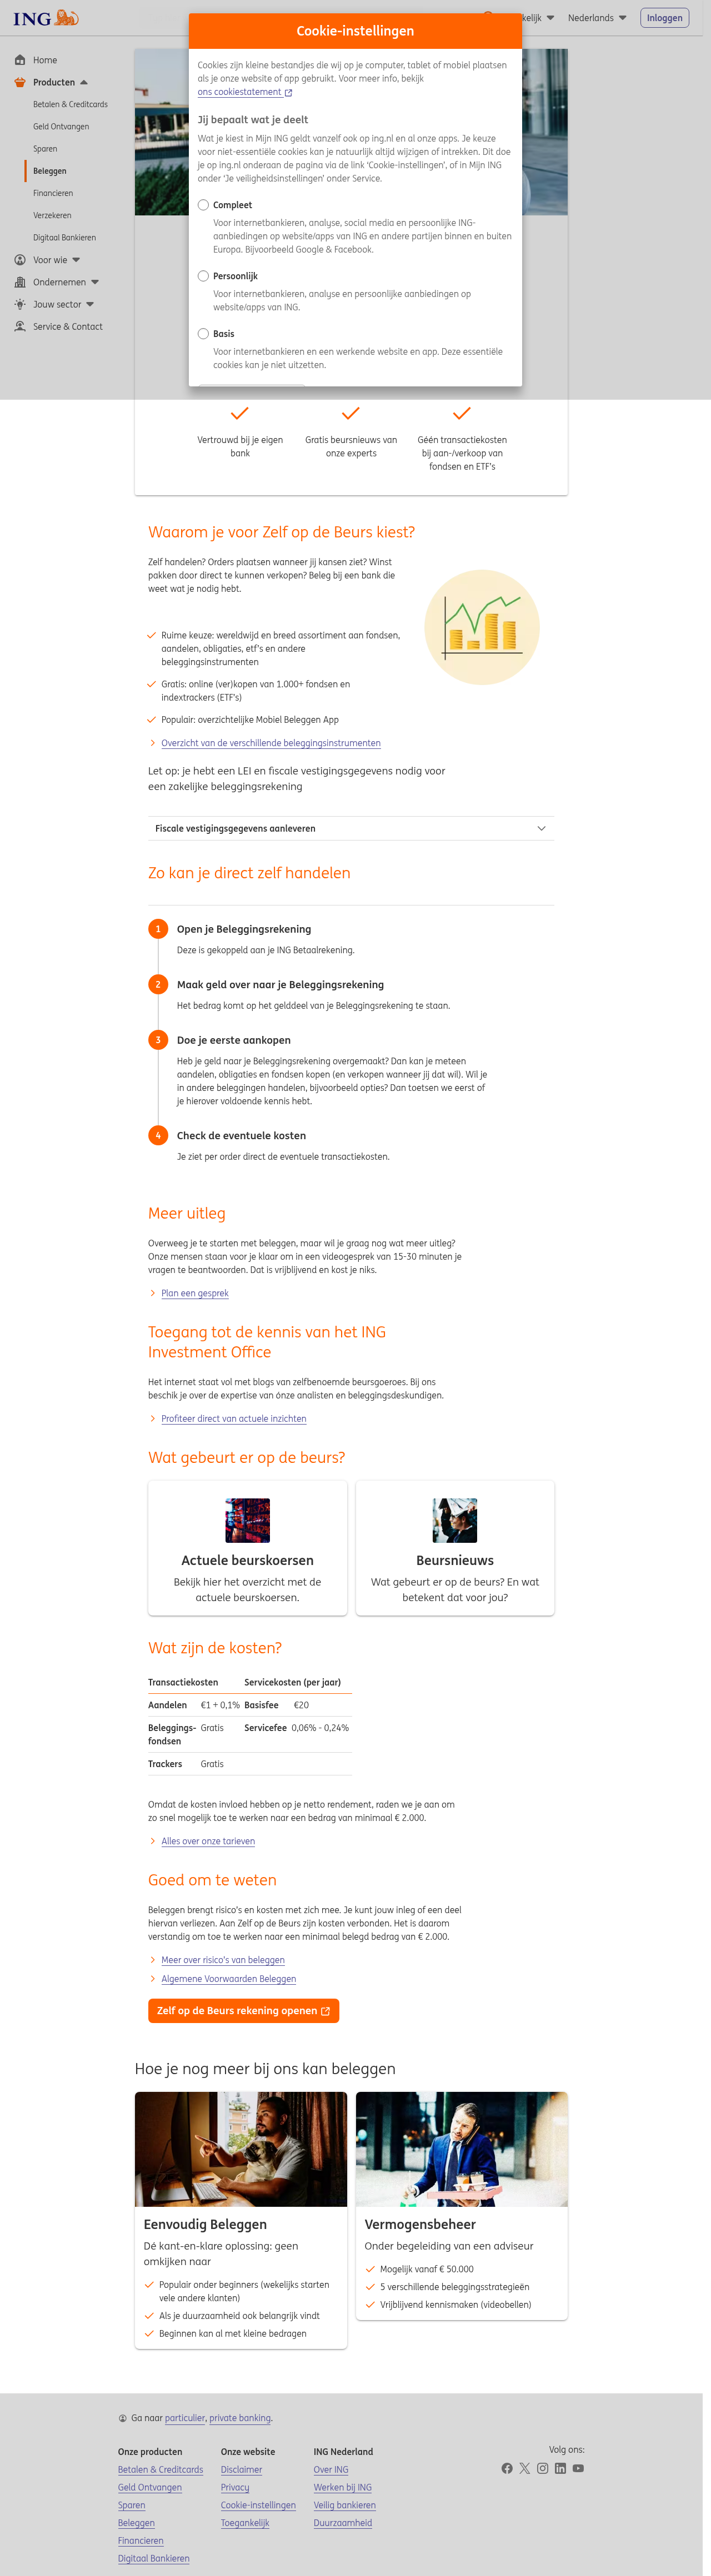 ING
kelijk
Nederlands
Inloggen
Home
Producten
Betalen & Creditcards
Geld Ontvangen
Sparen
Beleggen
Financieren
Verzekeren
Digitaal Bankieren
Voor wie
Ondernemen
Jouw sector
Service & Contact
Cookie-instellingen
Cookies zijn kleine bestandjes die wij op je computer, tablet of mobiel plaatsen
als je onze website of app gebruikt. Voor meer info, bekijk
ons cookiestatement
Jij bepaalt wat je deelt
Wat je kiest in Mijn ING geldt vanzelf ook op ing.nl en al onze apps. Je keuze
voor niet-essentiële cookies kan je natuurlijk altijd wijzigen of intrekken. Dit doe
je op ing.nl onderaan de pagina via de link ‘Cookie-instellingen’, of in Mijn ING
onder ‘Je veiligheidsinstellingen’ onder Service.
Compleet
Voor internetbankieren, analyse, social media en persoonlijke ING-
aanbiedingen op website/apps van ING en andere partijen binnen en buiten
Europa. Bijvoorbeeld Google & Facebook.
Persoonlijk
Voor internetbankieren, analyse en persoonlijke aanbiedingen op
website/apps van ING.
Basis
Voor internetbankieren en een werkende website en app. Deze essentiële
cookies kan je niet uitzetten.
Vertrouwd bij je eigen
bank
Gratis beursnieuws van
onze experts
Géén transactiekosten
bij aan-/verkoop van
fondsen en ETF’s
Waarom je voor Zelf op de Beurs kiest?
Zelf handelen? Orders plaatsen wanneer jij kansen ziet? Winst
pakken door direct te kunnen verkopen? Beleg bij een bank die
weet wat je nodig hebt.
Ruime keuze: wereldwijd en breed assortiment aan fondsen,
aandelen, obligaties, etf’s en andere
beleggingsinstrumenten
Gratis: online (ver)kopen van 1.000+ fondsen en
indextrackers (ETF’s)
Populair: overzichtelijke Mobiel Beleggen App
Overzicht van de verschillende beleggingsinstrumenten
Let op: je hebt een LEI en fiscale vestigingsgegevens nodig voor
een zakelijke beleggingsrekening
Fiscale vestigingsgegevens aanleveren
Zo kan je direct zelf handelen
1
Open je Beleggingsrekening
Deze is gekoppeld aan je ING Betaalrekening.
2
Maak geld over naar je Beleggingsrekening
Het bedrag komt op het gelddeel van je Beleggingsrekening te staan.
3
Doe je eerste aankopen
Heb je geld naar je Beleggingsrekening overgemaakt? Dan kan je meteen
aandelen, obligaties en fondsen kopen (en verkopen wanneer jij dat wil). Wil je
in andere beleggingen handelen, bijvoorbeeld opties? Dan toetsen we eerst of
je hierover voldoende kennis hebt.
4
Check de eventuele kosten
Je ziet per order direct de eventuele transactiekosten.
Meer uitleg
Overweeg je te starten met beleggen, maar wil je graag nog wat meer uitleg?
Onze mensen staan voor je klaar om in een videogesprek van 15-30 minuten je
vragen te beantwoorden. Dat is vrijblijvend en kost je niks.
Plan een gesprek
Toegang tot de kennis van het ING
Investment Office
Het internet staat vol met blogs van zelfbenoemde beursgoeroes. Bij ons
beschik je over de expertise van ónze analisten en beleggingsdeskundigen.
Profiteer direct van actuele inzichten
Wat gebeurt er op de beurs?
Actuele beurskoersen
Bekijk hier het overzicht met de
actuele beurskoersen.
Beursnieuws
Wat gebeurt er op de beurs? En wat
betekent dat voor jou?
Wat zijn de kosten?
Transactiekosten Servicekosten (per jaar)
Aandelen €1 + 0,1% Basisfee €20
Beleggings- Gratis Servicefee 0,06% - 0,24%
fondsen
Trackers Gratis
Omdat de kosten invloed hebben op je netto rendement, raden we je aan om
zo snel mogelijk toe te werken naar een bedrag van minimaal € 2.000.
Alles over onze tarieven
Goed om te weten
Beleggen brengt risico’s en kosten met zich mee. Je kunt jouw inleg of een deel
hiervan verliezen. Aan Zelf op de Beurs zijn kosten verbonden. Het is daarom
verstandig om toe te werken naar een minimaal belegd bedrag van € 2.000.
Meer over risico’s van beleggen
Algemene Voorwaarden Beleggen
Zelf op de Beurs rekening openen
Hoe je nog meer bij ons kan beleggen
Eenvoudig Beleggen
Dé kant-en-klare oplossing: geen
omkijken naar
Populair onder beginners (wekelijks starten
vele andere klanten)
Als je duurzaamheid ook belangrijk vindt
Beginnen kan al met kleine bedragen
Vermogensbeheer
Onder begeleiding van een adviseur
Mogelijk vanaf € 50.000
5 verschillende beleggingsstrategieën
Vrijblijvend kennismaken (videobellen)
Ga naar particulier, private banking.
Onze producten
Betalen & Creditcards
Geld Ontvangen
Sparen
Beleggen
Financieren
Digitaal Bankieren
Onze website
Disclaimer
Privacy
Cookie-instellingen
Toegankelijk
ING Nederland
Over ING
Werken bij ING
Veilig bankieren
Duurzaamheid
Volg ons: